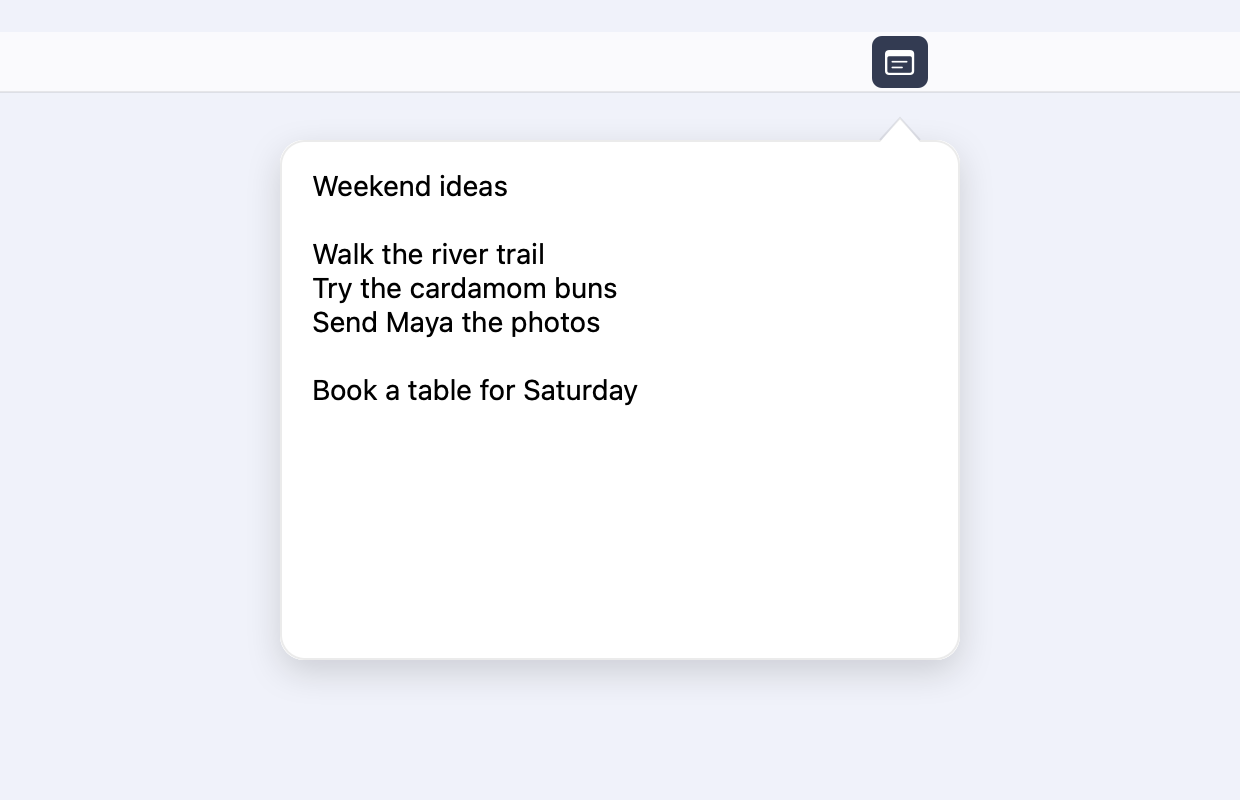 Weekend ideas
Walk the river trail
Try the cardamom buns
Send Maya the photos
Book a table for Saturday